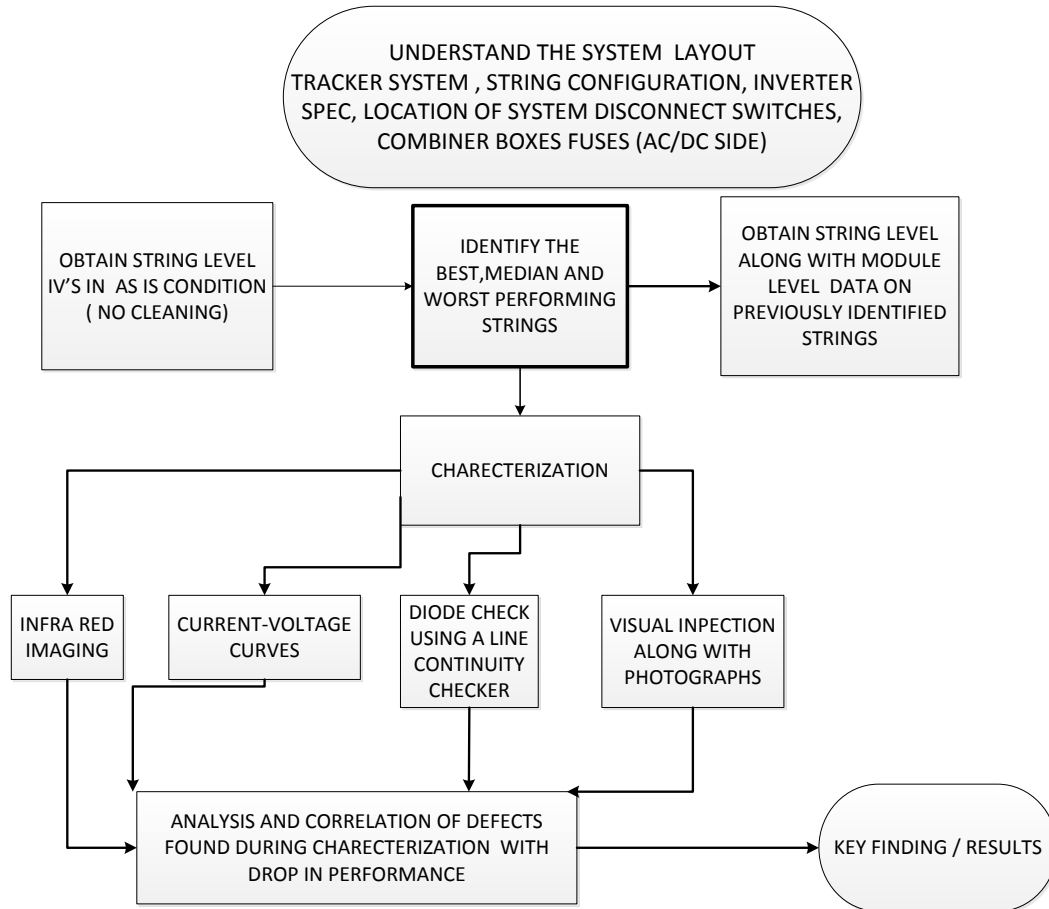 UNDERSTAND THE SYSTEM LAYOUT
TRACKER SYSTEM , STRING CONFIGURATION, INVERTER
SPEC, LOCATION OF SYSTEM DISCONNECT SWITCHES,
COMBINER BOXES FUSES (AC/DC SIDE)
OBTAIN STRING LEVEL
IV'S IN AS IS CONDITION
( NO CLEANING)
IDENTIFY THE
BEST,MEDIAN AND
WORST PERFORMING
STRINGS
OBTAIN STRING LEVEL
ALONG WITH MODULE
LEVEL DATA ON
PREVIOUSLY IDENTIFIED
STRINGS
CHARECTERIZATION
INFRA RED
IMAGING
CURRENT-VOLTAGE
CURVES
DIODE CHECK
USING A LINE
CONTINUITY
CHECKER
VISUAL INPECTION
ALONG WITH
PHOTOGRAPHS
ANALYSIS AND CORRELATION OF DEFECTS
FOUND DURING CHARECTERIZATION WITH
DROP IN PERFORMANCE
KEY FINDING / RESULTS